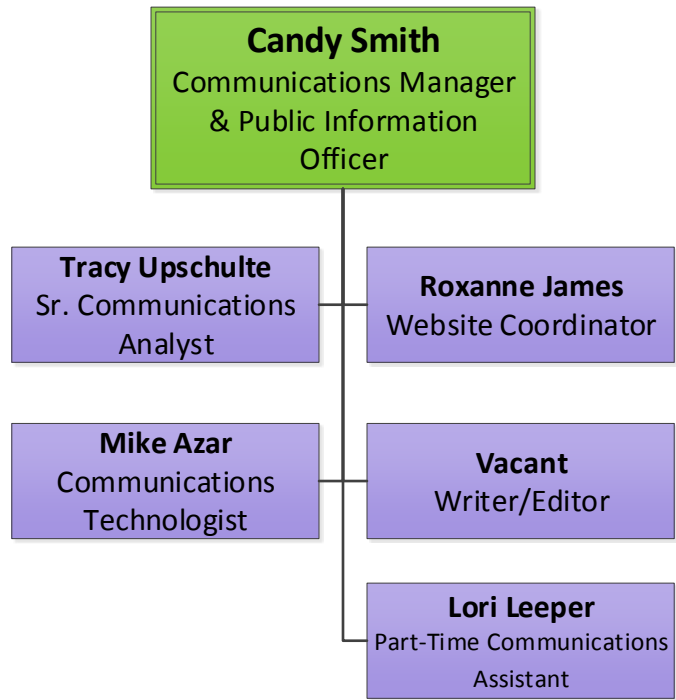 Candy Smith
Communications Manager
& Public Information
Officer
Tracy Upschulte
Sr. Communications
Analyst
Roxanne James
Website Coordinator
Mike Azar
Communications
Technologist
Vacant
Writer/Editor
Lori Leeper
Part-Time Communications
Assistant